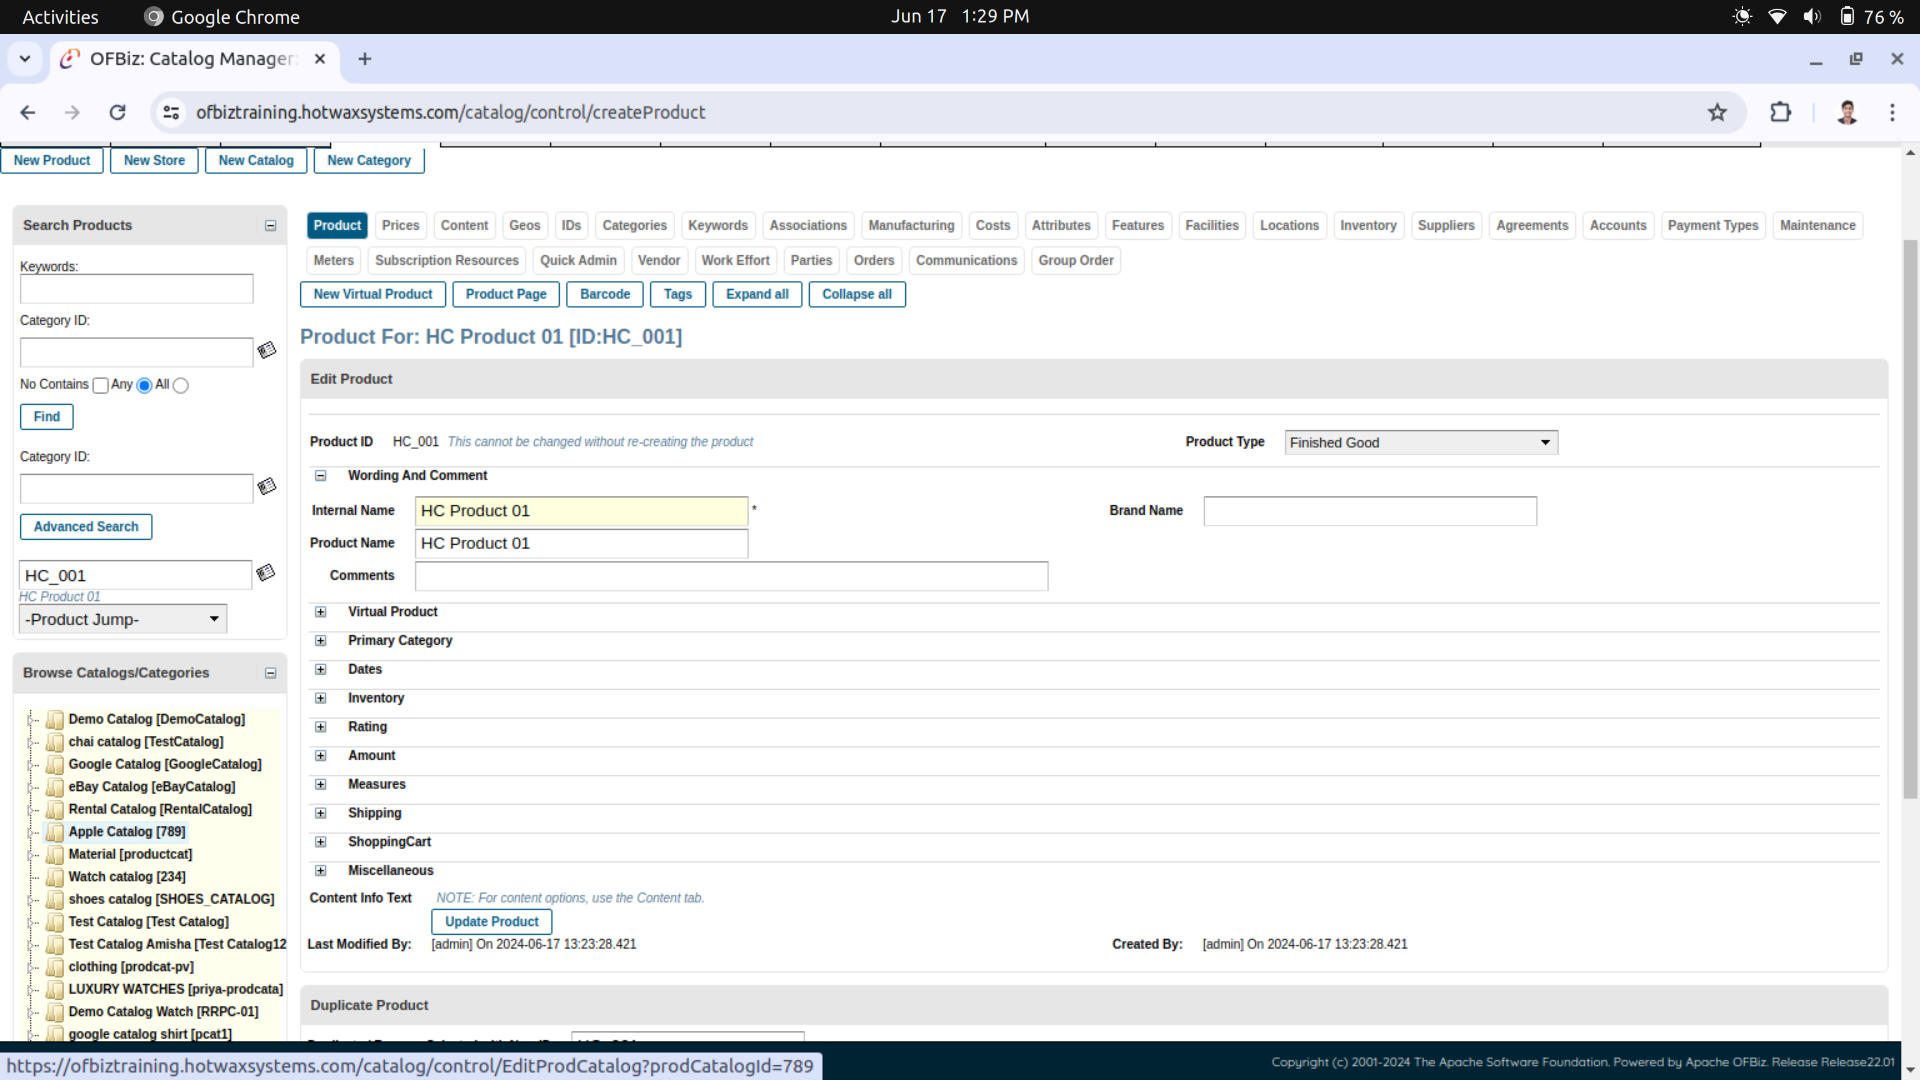 Activities Google Chrome Jun 17 1:29 PM 76 %
OFBiz: Catalog Manager:
ofbiztraining.hotwaxsystems.com/catalog/control/createProduct
New Product New Store New Catalog New Category
Search Products
Keywords:
Category ID:
No Contains Any All
Find
Category ID:
Advanced Search
HC_001
HC Product 01
-Product Jump-
Browse Catalogs/Categories
Demo Catalog [DemoCatalog]
chai catalog [TestCatalog]
Google Catalog [GoogleCatalog]
eBay Catalog [eBayCatalog]
Rental Catalog [RentalCatalog]
Apple Catalog [789]
Material [productcat]
Watch catalog [234]
shoes catalog [SHOES_CATALOG]
Test Catalog [Test Catalog]
Test Catalog Amisha [Test Catalog12
clothing [prodcat-pv]
LUXURY WATCHES [priya-prodcata]
Demo Catalog Watch [RRPC-01]
google catalog shirt [pcat1]
Product Prices Content Geos IDs Categories Keywords Associations Manufacturing Costs Attributes Features Facilities Locations Inventory Suppliers Agreements Accounts Payment Types Maintenance
Meters Subscription Resources Quick Admin Vendor Work Effort Parties Orders Communications Group Order
New Virtual Product Product Page Barcode Tags Expand all Collapse all
Product For: HC Product 01 [ID:HC_001]
Edit Product
Product ID HC_001 This cannot be changed without re-creating the product Product Type Finished Good
Wording And Comment
Internal Name HC Product 01 * Brand Name
Product Name HC Product 01
Comments
Virtual Product
Primary Category
Dates
Inventory
Rating
Amount
Measures
Shipping
ShoppingCart
Miscellaneous
Content Info Text NOTE: For content options, use the Content tab.
Update Product
Last Modified By: [admin] On 2024-06-17 13:23:28.421 Created By: [admin] On 2024-06-17 13:23:28.421
Duplicate Product
https://ofbiztraining.hotwaxsystems.com/catalog/control/EditProdCatalog?prodCatalogId=789
Copyright (c) 2001-2024 The Apache Software Foundation. Powered by Apache OFBiz. Release Release22.01